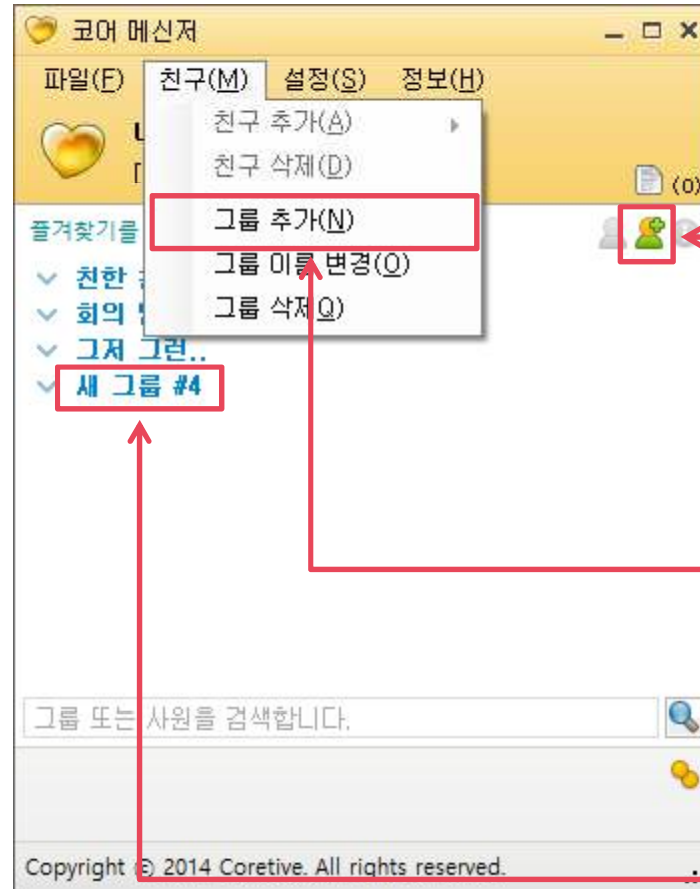 코어 메신저
파일(F) 친구(M) 설정(S) 정보(H)
친구 추가(A)
친구 삭제(D)
(0)
그룹 추가(N)
즐겨찾기를
그룹 이름 변경(O)
친한
그룹 삭제Q)
회의
그저 그런..
새 그룹 #4
그룹 또는 사원을 검색합니다.
Copyright © 2014 Coretive. All rights reserved.